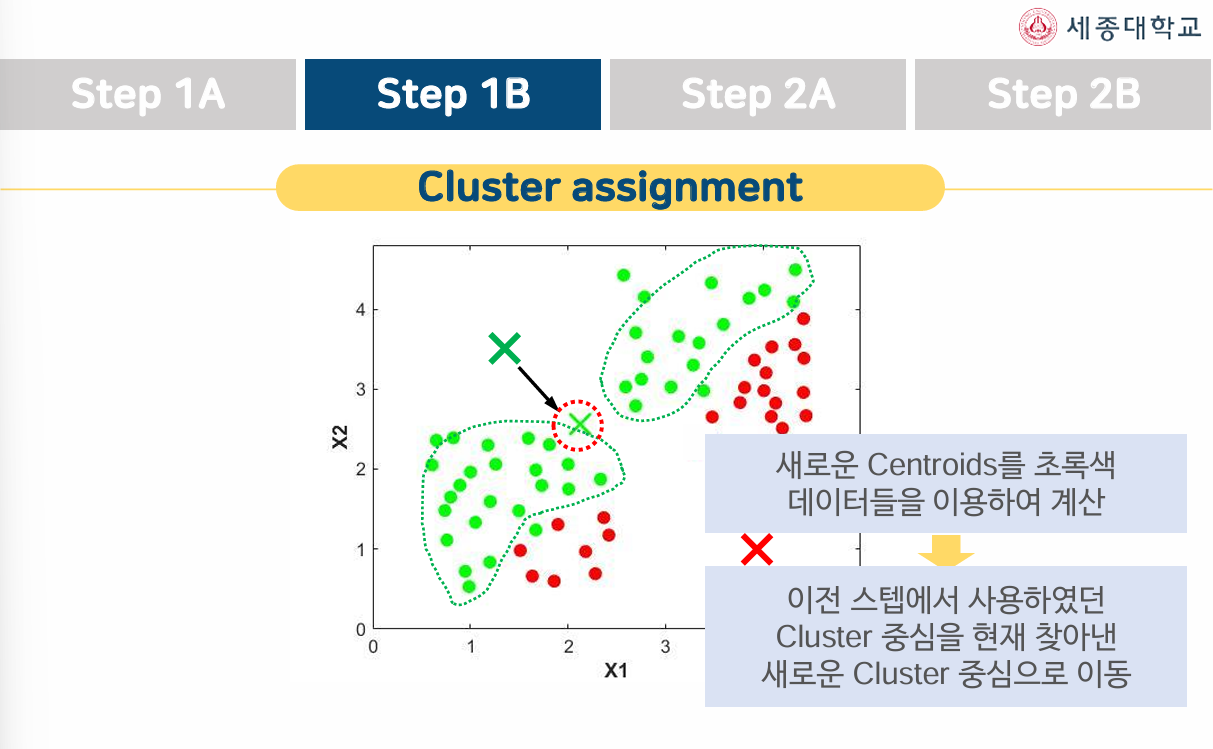 세종대학교
Step 1A
Step 1B
Step 2A
Step 2B
Cluster assignment
X2
4
3
2
1
0
0
1
2
3
X1
새로운 Centroids를 초록색
데이터들을 이용하여 계산
이전 스텝에서 사용하였던
Cluster 중심을 현재 찾아낸
새로운 Cluster 중심으로 이동